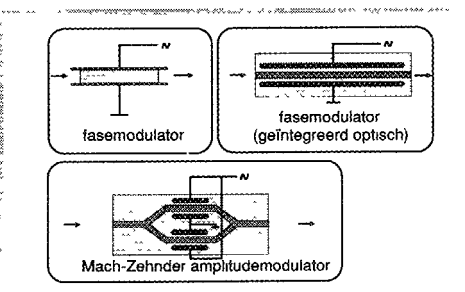 N
fasemodulator
N
fasemodulator
(geïntegreerd optisch)
N
Mach-Zehnder amplitudemodulator